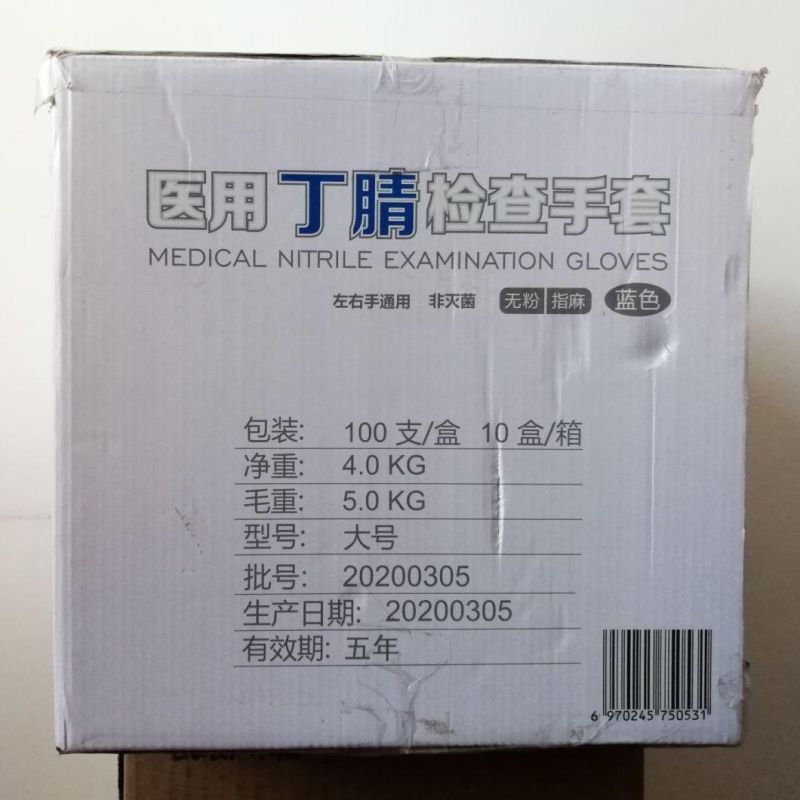 医用丁腈检查手套
MEDICAL NITRILE EXAMINATION GLOVES
左右手通用 非灭菌 无粉 指麻 蓝色
包装: 100 支/盒 10 盒/箱
净重: 4.0 KG
毛重: 5.0 KG
型号: 大号
批号: 20200305
生产日期: 20200305
有效期: 五年
6 970245 750531